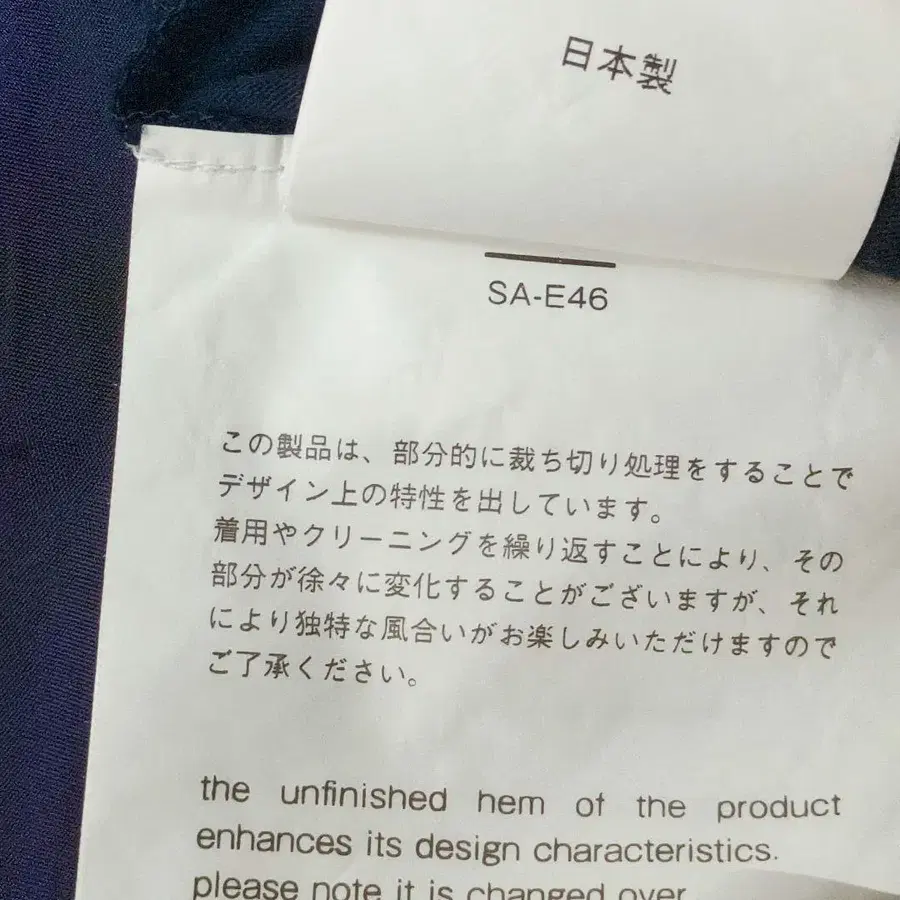 日本製
SA-E46
この製品は、部分的に裁ち切り処理をすることで
デザイン上の特性を出しています。
着用やクリーニングを繰り返すことにより、その
部分が徐々に変化することがございますが、それ
により独特な風合いがお楽しみいただけますので
ご了承ください。
the unfinished hem of the product
enhances its design characteristics.
please note it is changed over